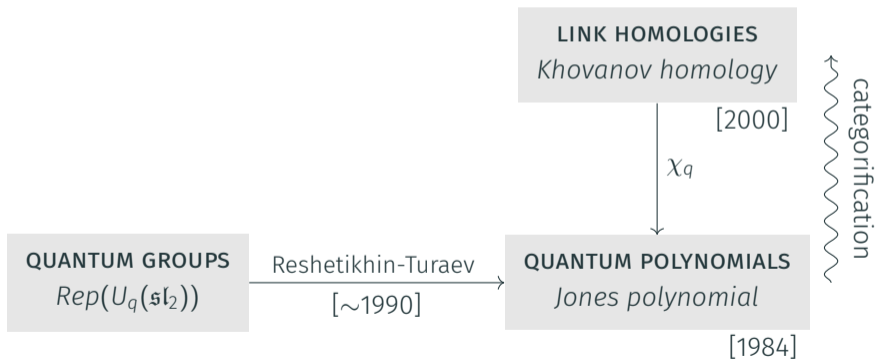 LINK HOMOLOGIES
Khovanov homology
[2000]
categorification
χq
QUANTUM GROUPS
Rep(Uq(𝔰𝔩₂))
Reshetikhin-Turaev
[∼1990]
QUANTUM POLYNOMIALS
Jones polynomial
[1984]